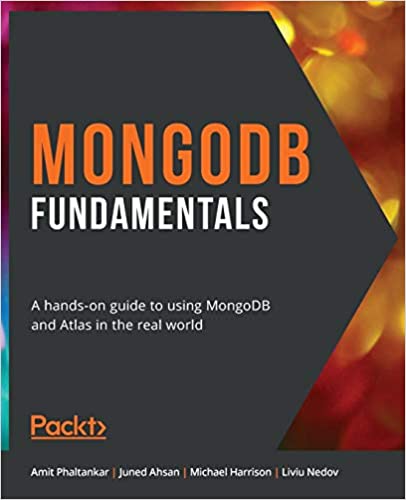 MONGODB
FUNDAMENTALS
A hands-on guide to using MongoDB
and Atlas in the real world
Packt>
Amit Phaltankar | Juned Ahsan | Michael Harrison | Liviu Nedov